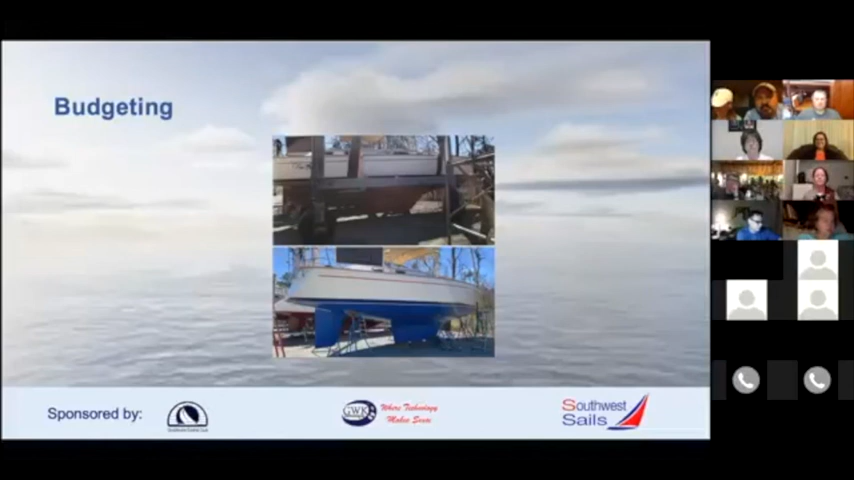 Budgeting
Sponsored by:
GWK
Where Technology
Makes Sense
Southwest
Sails